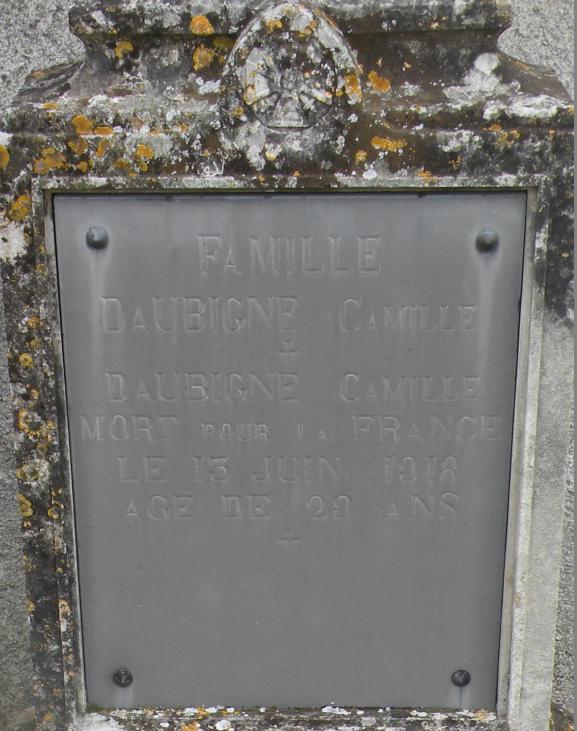 FAMILLE
DAUBIGNE CAMILLE
+
DAUBIGNE CAMILLE
MORT POUR LA FRANCE
LE 13 JUIN 1918
AGE DE 29 ANS
+